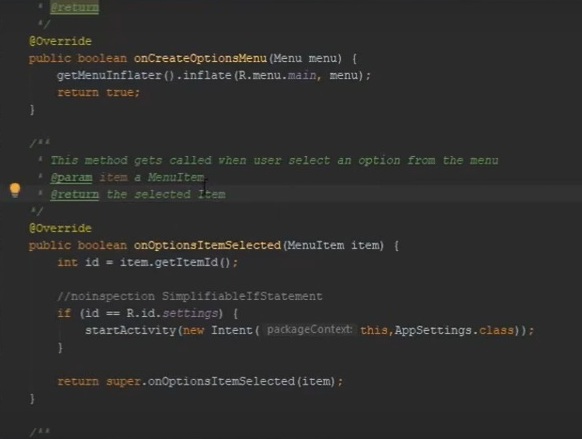 * @return
*/
@Override
public boolean onCreateOptionsMenu(Menu menu) {
getMenuInflater().inflate(R.menu.main, menu);
return true;
}
/**
* This method gets called when user select an option from the menu
* @param item a MenuItem
* @return the selected Item
*/
@Override
public boolean onOptionsItemSelected(MenuItem item) {
int id = item.getItemId();
//noinspection SimplifiableIfStatement
if (id == R.id.settings) {
startActivity(new Intent( packageContext: this,AppSettings.class));
}
return super.onOptionsItemSelected(item);
}
/**